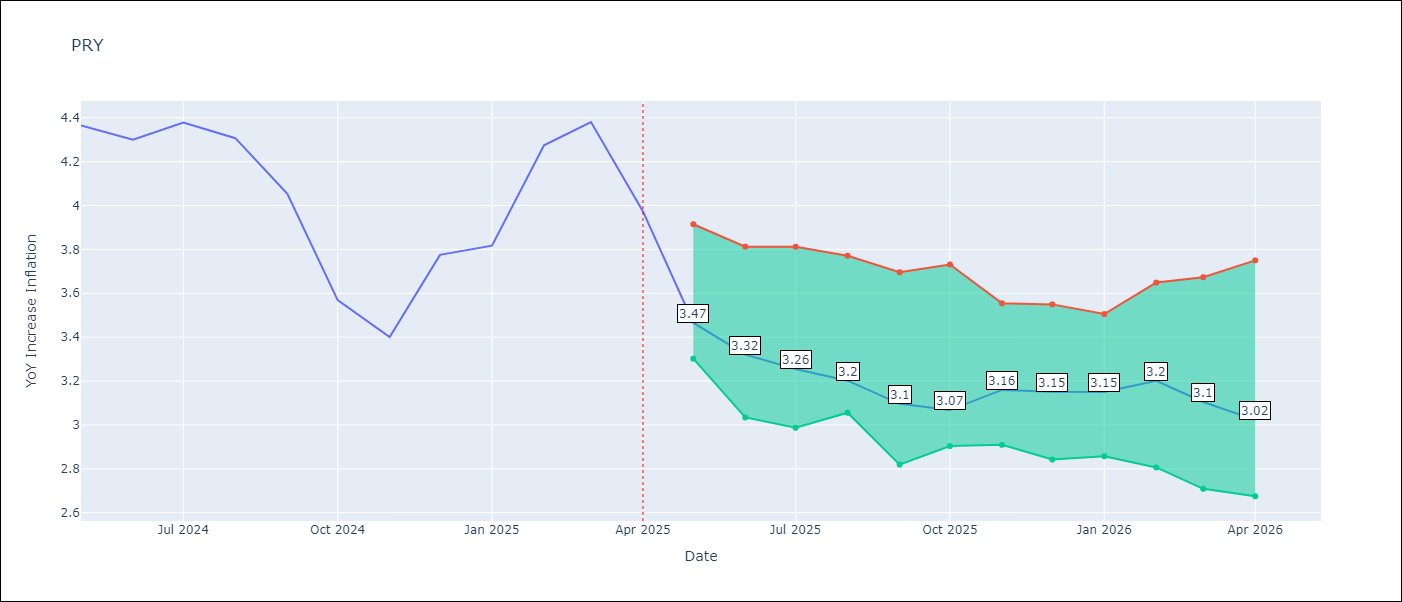 PRY
YoY Increase Inflation
4.4
4.2
4
3.8
3.6
3.4
3.2
3
2.8
2.6
3.47
3.32
3.26
3.2
3.1
3.07
3.16
3.15
3.15
3.2
3.1
3.02
Jul 2024
Oct 2024
Jan 2025
Apr 2025
Jul 2025
Oct 2025
Jan 2026
Apr 2026
Date